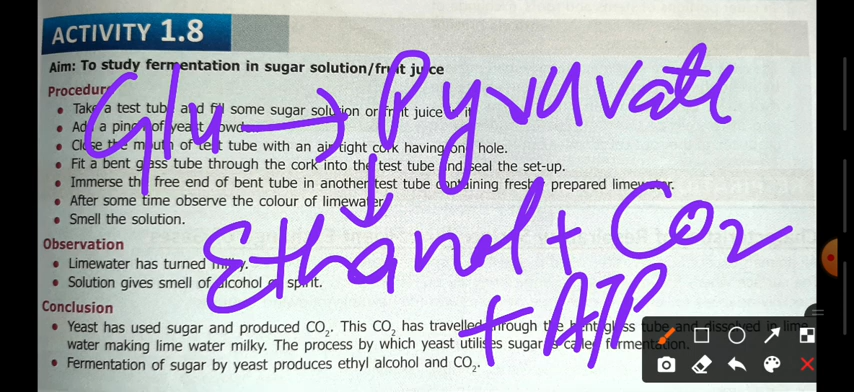 ACTIVITY 1.8
Aim: To study fermentation in sugar solution/fruit juice
Procedure
• Take a test tube and fill some sugar solution or fruit juice in it.
• Add a pinch of yeast powder.
• Close the mouth of test tube with an air tight cork having one hole.
• Fit a bent glass tube through the cork into the test tube and seal the set-up.
• Immerse the free end of bent tube in another test tube containing freshly prepared limewater.
• After some time observe the colour of limewater.
• Smell the solution.
Observation
• Limewater has turned milky.
• Solution gives smell of alcohol or spirit.
Conclusion
• Yeast has used sugar and produced CO₂. This CO₂ has travelled through the bent glass tube and dissolved in lime
water making lime water milky. The process by which yeast utilises sugar is called fermentation.
• Fermentation of sugar by yeast produces ethyl alcohol and CO₂.
Glu → Pyruvate
↓
Ethanol + CO₂
+ ATP